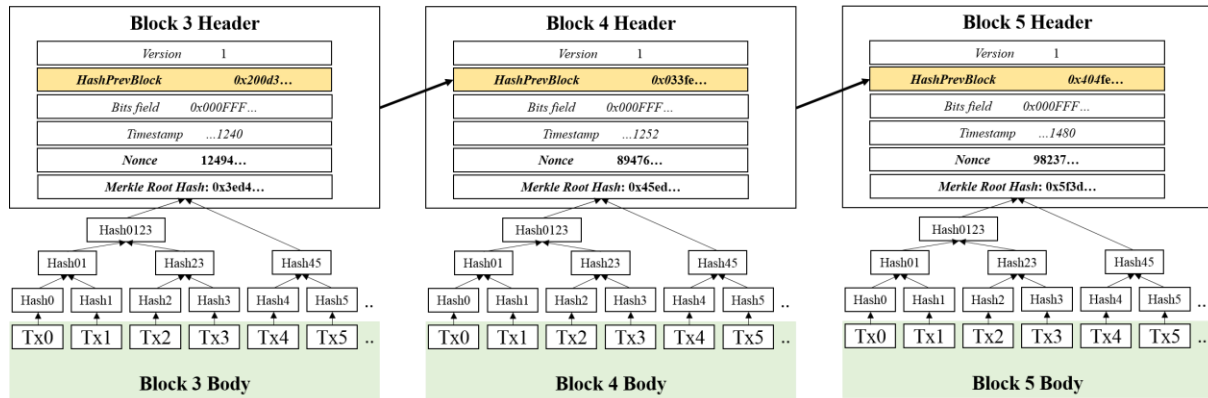 Block 3 Header
Version 1
HashPrevBlock 0x200d3...
Bits field 0x000FFF...
Timestamp ...1240
Nonce 12494...
Merkle Root Hash: 0x3ed4...
Hash0123
Hash01 Hash23 Hash45
Hash0 Hash1 Hash2 Hash3 Hash4 Hash5 ..
Tx0 Tx1 Tx2 Tx3 Tx4 Tx5 ..
Block 3 Body
Block 4 Header
Version 1
HashPrevBlock 0x033fe...
Bits field 0x000FFF...
Timestamp ...1252
Nonce 89476...
Merkle Root Hash: 0x45ed...
Hash0123
Hash01 Hash23 Hash45
Hash0 Hash1 Hash2 Hash3 Hash4 Hash5 ..
Tx0 Tx1 Tx2 Tx3 Tx4 Tx5 ..
Block 4 Body
Block 5 Header
Version 1
HashPrevBlock 0x404fe...
Bits field 0x000FFF...
Timestamp ...1480
Nonce 98237...
Merkle Root Hash: 0x5f3d...
Hash0123
Hash01 Hash23 Hash45
Hash0 Hash1 Hash2 Hash3 Hash4 Hash5 ..
Tx0 Tx1 Tx2 Tx3 Tx4 Tx5 ..
Block 5 Body